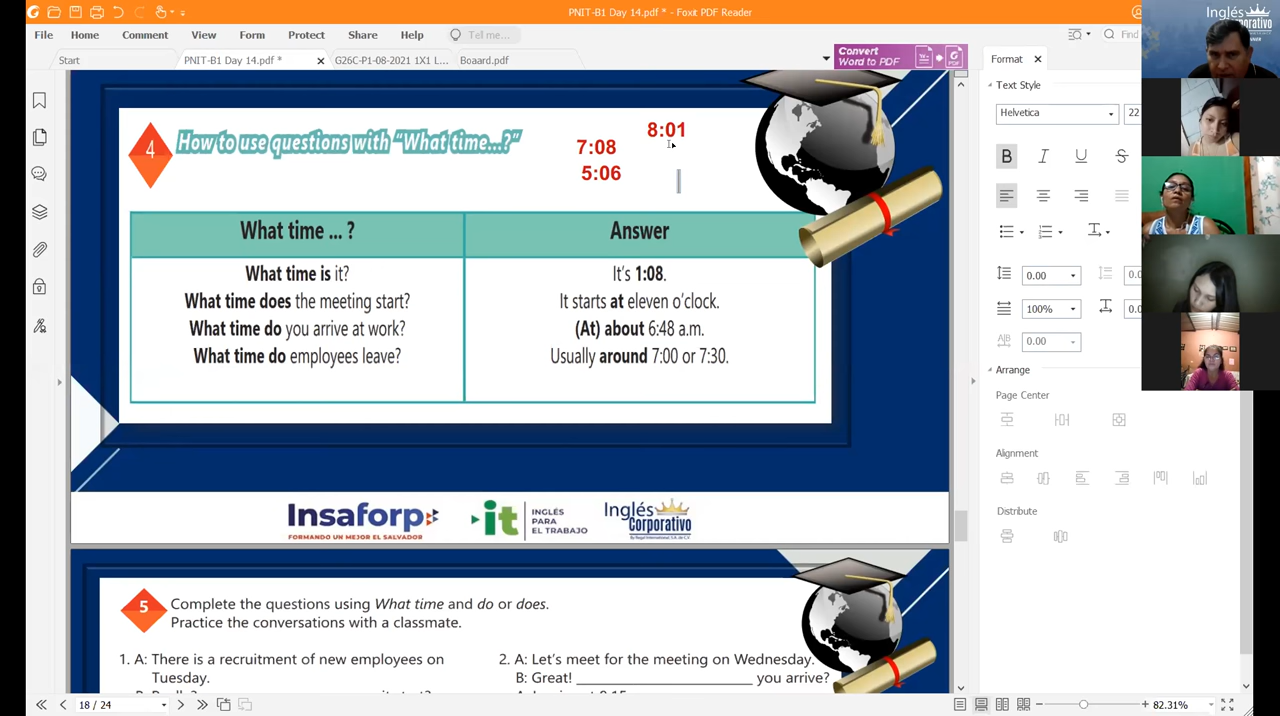 PNIT-B1 Day 14.pdf * - Foxit PDF Reader
File Home Comment View Form Protect Share Help Tell me... Find
Start PNIT-B1 Day 14.pdf * G26C-P1-08-2021 1X1 L... Boaard.pdf
Convert
Word to PDF
4 How to use questions with “What time...?”
8:01
7:08
5:06
What time ... ? Answer
What time is it? It’s 1:08.
What time does the meeting start? It starts at eleven o’clock.
What time do you arrive at work? (At) about 6:48 a.m.
What time do employees leave? Usually around 7:00 or 7:30.
Insaforp
FORMANDO UN MEJOR EL SALVADOR
it INGLÉS
PARA
EL TRABAJO
Inglés
Corporativo
5 Complete the questions using What time and do or does.
Practice the conversations with a classmate.
1. A: There is a recruitment of new employees on
Tuesday.
2. A: Let’s meet for the meeting on Wednesday.
B: Great! ____________________ you arrive?
Format
Text Style
Helvetica 22
B I U S
0.00 0.0
100% 0.0
0.00
Arrange
Page Center
Alignment
Distribute
Inglés
Corporativo
18 / 24
82.31%